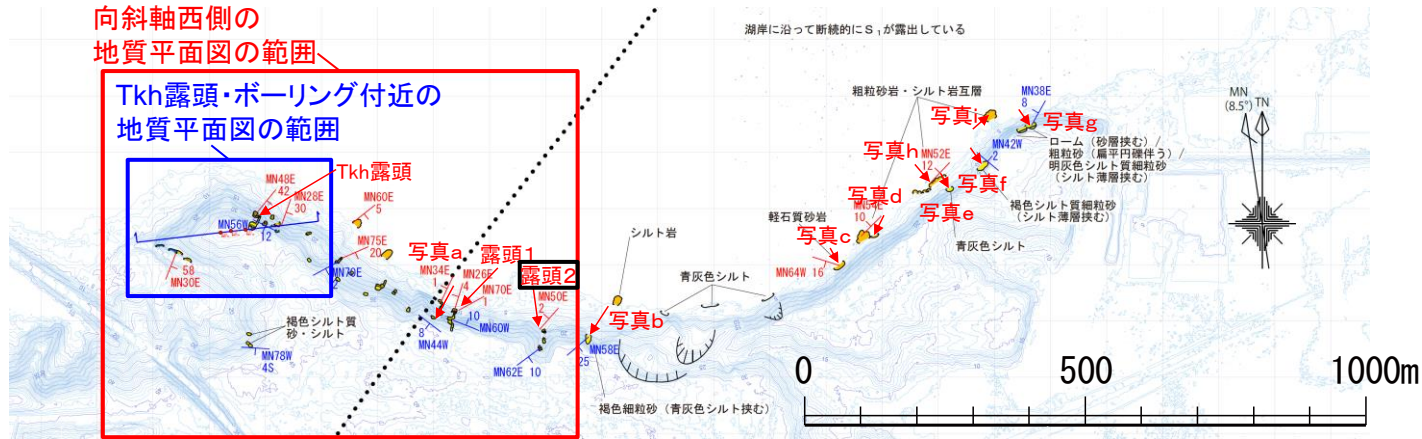 向斜軸西側の
地質平面図の範囲
Tkh露頭・ボーリング付近の
地質平面図の範囲
湖岸に沿って断続的にS₁が露出している
粗粒砂岩・シルト岩互層
MN38E
8
写真i
写真g
MN
(8.5°)
TN
ローム(砂層挟む)/
粗粒砂(扁平円礫伴う)/
明灰色シルト質細粒砂
(シルト薄層挟む)
MN42W
2
写真h
MN52E
12
写真f
褐色シルト質細粒砂
(シルト薄層挟む)
写真d
MN54E
10
写真e
青灰色シルト
軽石質砂岩
写真c
MN64W 16
Tkh露頭
MN48E
42
MN28E
30
MN56W
12
MN60E
5
MN75E
20
MN70E
2
58
MN30E
写真a
露頭1
露頭2
MN34E
1
MN26E
4
MN70E
1
MN50E
2
シルト岩
青灰色シルト
10
MN60W
8
MN44W
写真b
MN58E
25
MN62E 10
褐色シルト質
砂・シルト
MN78W
4S
褐色細粒砂(青灰色シルト挟む)
0
500
1000m